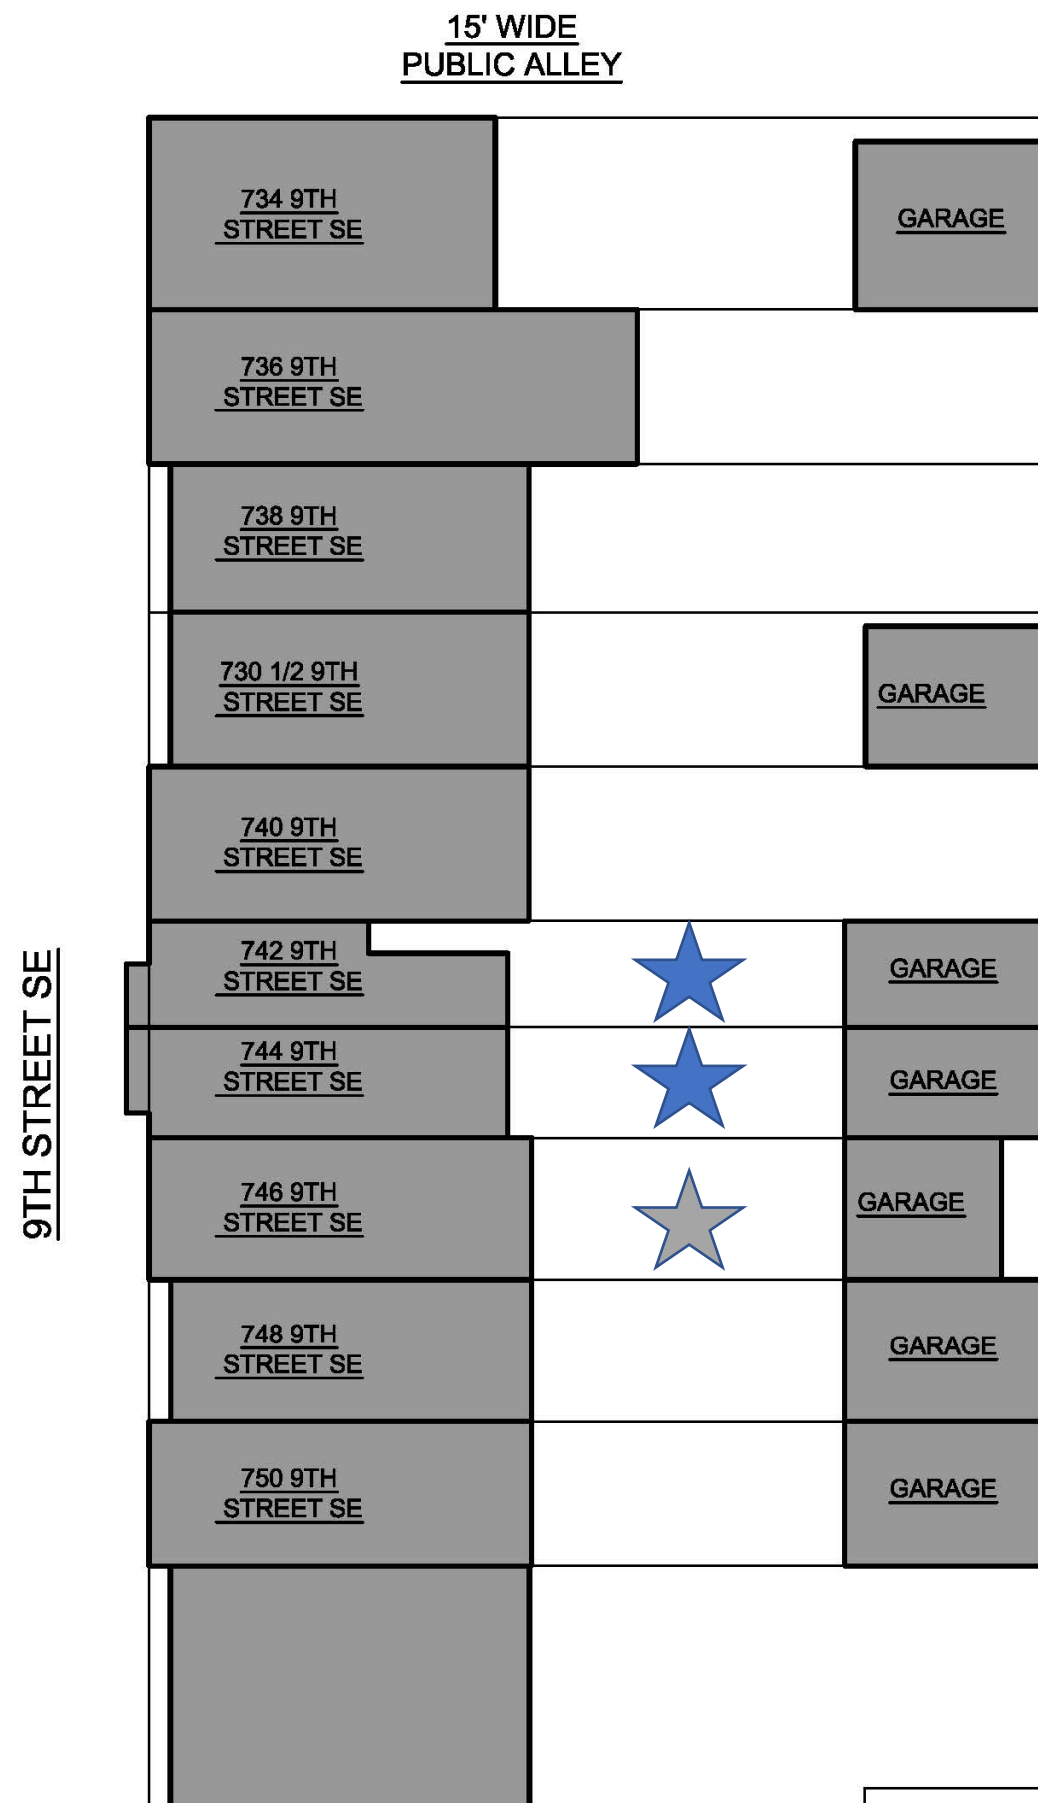 15' WIDE
PUBLIC ALLEY
734 9TH
STREET SE
GARAGE
736 9TH
STREET SE
738 9TH
STREET SE
730 1/2 9TH
STREET SE
GARAGE
740 9TH
STREET SE
9TH STREET SE
742 9TH
STREET SE
GARAGE
744 9TH
STREET SE
GARAGE
746 9TH
STREET SE
GARAGE
748 9TH
STREET SE
GARAGE
750 9TH
STREET SE
GARAGE